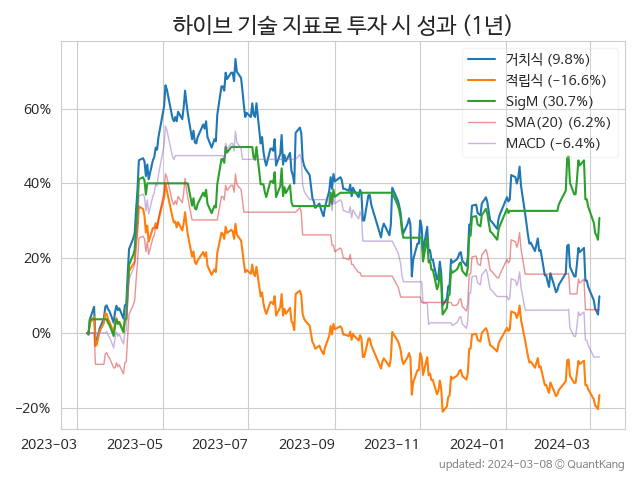 하이브 기술 지표로 투자 시 성과 (1년)
거치식 (9.8%)
적립식 (−16.6%)
SigM (30.7%)
SMA(20) (6.2%)
MACD (−6.4%)
60%
40%
20%
0%
−20%
2023−03
2023−05
2023−07
2023−09
2023−11
2024−01
2024−03
updated: 2024−03−08 ⓒ QuantKang